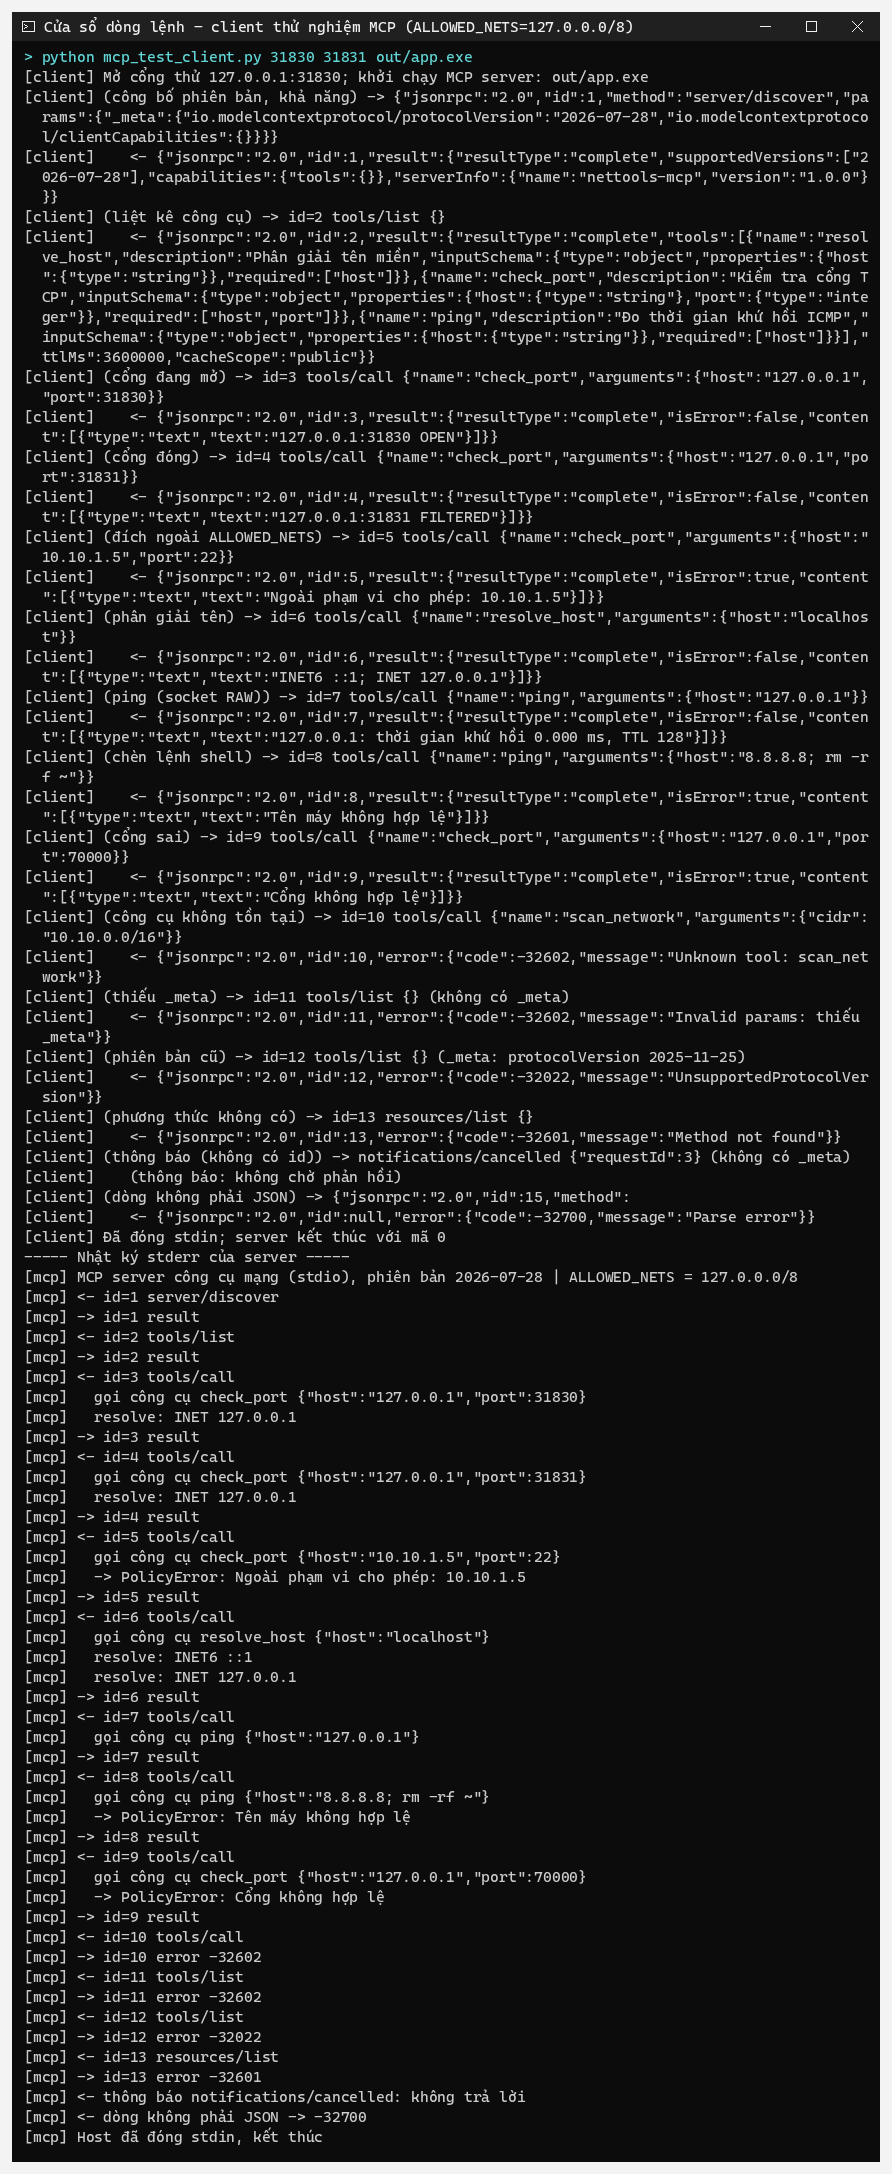 Cửa sổ dòng lệnh — client thử nghiệm MCP (ALLOWED_NETS=127.0.0.0/8)
> python mcp_test_client.py 31830 31831 out/app.exe
[client] Mở cổng thử 127.0.0.1:31830; khởi chạy MCP server: out/app.exe
[client] (công bố phiên bản, khả năng) -> {"jsonrpc":"2.0","id":1,"method":"server/discover","pa
rams":{"_meta":{"io.modelcontextprotocol/protocolVersion":"2026-07-28","io.modelcontextprotoco
l/clientCapabilities":{}}}}
[client]    <- {"jsonrpc":"2.0","id":1,"result":{"resultType":"complete","supportedVersions":["2
026-07-28"],"capabilities":{"tools":{}},"serverInfo":{"name":"nettools-mcp","version":"1.0.0"}
}}
[client] (liệt kê công cụ) -> id=2 tools/list {}
[client]    <- {"jsonrpc":"2.0","id":2,"result":{"resultType":"complete","tools":[{"name":"resol
ve_host","description":"Phân giải tên miền","inputSchema":{"type":"object","properties":{"host
":{"type":"string"}},"required":["host"]}},{"name":"check_port","description":"Kiểm tra cổng T
CP","inputSchema":{"type":"object","properties":{"host":{"type":"string"},"port":{"type":"inte
ger"}},"required":["host","port"]}},{"name":"ping","description":"Đo thời gian khứ hồi ICMP","
inputSchema":{"type":"object","properties":{"host":{"type":"string"}},"required":["host"]}}],"
ttlMs":3600000,"cacheScope":"public"}}
[client] (cổng đang mở) -> id=3 tools/call {"name":"check_port","arguments":{"host":"127.0.0.1",
"port":31830}}
[client]    <- {"jsonrpc":"2.0","id":3,"result":{"resultType":"complete","isError":false,"conten
t":[{"type":"text","text":"127.0.0.1:31830 OPEN"}]}}
[client] (cổng đóng) -> id=4 tools/call {"name":"check_port","arguments":{"host":"127.0.0.1","po
rt":31831}}
[client]    <- {"jsonrpc":"2.0","id":4,"result":{"resultType":"complete","isError":false,"conten
t":[{"type":"text","text":"127.0.0.1:31831 FILTERED"}]}}
[client] (đích ngoài ALLOWED_NETS) -> id=5 tools/call {"name":"check_port","arguments":{"host":"
10.10.1.5","port":22}}
[client]    <- {"jsonrpc":"2.0","id":5,"result":{"resultType":"complete","isError":true,"content
":[{"type":"text","text":"Ngoài phạm vi cho phép: 10.10.1.5"}]}}
[client] (phân giải tên) -> id=6 tools/call {"name":"resolve_host","arguments":{"host":"localhos
t"}}
[client]    <- {"jsonrpc":"2.0","id":6,"result":{"resultType":"complete","isError":false,"conten
t":[{"type":"text","text":"INET6 ::1; INET 127.0.0.1"}]}}
[client] (ping (socket RAW)) -> id=7 tools/call {"name":"ping","arguments":{"host":"127.0.0.1"}}
[client]    <- {"jsonrpc":"2.0","id":7,"result":{"resultType":"complete","isError":false,"conten
t":[{"type":"text","text":"127.0.0.1: thời gian khứ hồi 0.000 ms, TTL 128"}]}}
[client] (chèn lệnh shell) -> id=8 tools/call {"name":"ping","arguments":{"host":"8.8.8.8; rm -r
f ~"}}
[client]    <- {"jsonrpc":"2.0","id":8,"result":{"resultType":"complete","isError":true,"content
":[{"type":"text","text":"Tên máy không hợp lệ"}]}}
[client] (cổng sai) -> id=9 tools/call {"name":"check_port","arguments":{"host":"127.0.0.1","por
t":70000}}
[client]    <- {"jsonrpc":"2.0","id":9,"result":{"resultType":"complete","isError":true,"content
":[{"type":"text","text":"Cổng không hợp lệ"}]}}
[client] (công cụ không tồn tại) -> id=10 tools/call {"name":"scan_network","arguments":{"cidr":
"10.10.0.0/16"}}
[client]    <- {"jsonrpc":"2.0","id":10,"error":{"code":-32602,"message":"Unknown tool: scan_net
work"}}
[client] (thiếu _meta) -> id=11 tools/list {} (không có _meta)
[client]    <- {"jsonrpc":"2.0","id":11,"error":{"code":-32602,"message":"Invalid params: thiếu
_meta"}}
[client] (phiên bản cũ) -> id=12 tools/list {} (_meta: protocolVersion 2025-11-25)
[client]    <- {"jsonrpc":"2.0","id":12,"error":{"code":-32022,"message":"UnsupportedProtocolVer
sion"}}
[client] (phương thức không có) -> id=13 resources/list {}
[client]    <- {"jsonrpc":"2.0","id":13,"error":{"code":-32601,"message":"Method not found"}}
[client] (thông báo (không có id)) -> notifications/cancelled {"requestId":3} (không có _meta)
[client]    (thông báo: không chờ phản hồi)
[client] (dòng không phải JSON) -> {"jsonrpc":"2.0","id":15,"method":
[client]    <- {"jsonrpc":"2.0","id":null,"error":{"code":-32700,"message":"Parse error"}}
[client] Đã đóng stdin; server kết thúc với mã 0
----- Nhật ký stderr của server -----
[mcp] MCP server công cụ mạng (stdio), phiên bản 2026-07-28 | ALLOWED_NETS = 127.0.0.0/8
[mcp] <- id=1 server/discover
[mcp] -> id=1 result
[mcp] <- id=2 tools/list
[mcp] -> id=2 result
[mcp] <- id=3 tools/call
[mcp]   gọi công cụ check_port {"host":"127.0.0.1","port":31830}
[mcp]   resolve: INET 127.0.0.1
[mcp] -> id=3 result
[mcp] <- id=4 tools/call
[mcp]   gọi công cụ check_port {"host":"127.0.0.1","port":31831}
[mcp]   resolve: INET 127.0.0.1
[mcp] -> id=4 result
[mcp] <- id=5 tools/call
[mcp]   gọi công cụ check_port {"host":"10.10.1.5","port":22}
[mcp]   -> PolicyError: Ngoài phạm vi cho phép: 10.10.1.5
[mcp] -> id=5 result
[mcp] <- id=6 tools/call
[mcp]   gọi công cụ resolve_host {"host":"localhost"}
[mcp]   resolve: INET6 ::1
[mcp]   resolve: INET 127.0.0.1
[mcp] -> id=6 result
[mcp] <- id=7 tools/call
[mcp]   gọi công cụ ping {"host":"127.0.0.1"}
[mcp] -> id=7 result
[mcp] <- id=8 tools/call
[mcp]   gọi công cụ ping {"host":"8.8.8.8; rm -rf ~"}
[mcp]   -> PolicyError: Tên máy không hợp lệ
[mcp] -> id=8 result
[mcp] <- id=9 tools/call
[mcp]   gọi công cụ check_port {"host":"127.0.0.1","port":70000}
[mcp]   -> PolicyError: Cổng không hợp lệ
[mcp] -> id=9 result
[mcp] <- id=10 tools/call
[mcp] -> id=10 error -32602
[mcp] <- id=11 tools/list
[mcp] -> id=11 error -32602
[mcp] <- id=12 tools/list
[mcp] -> id=12 error -32022
[mcp] <- id=13 resources/list
[mcp] -> id=13 error -32601
[mcp] <- thông báo notifications/cancelled: không trả lời
[mcp] <- dòng không phải JSON -> -32700
[mcp] Host đã đóng stdin, kết thúc